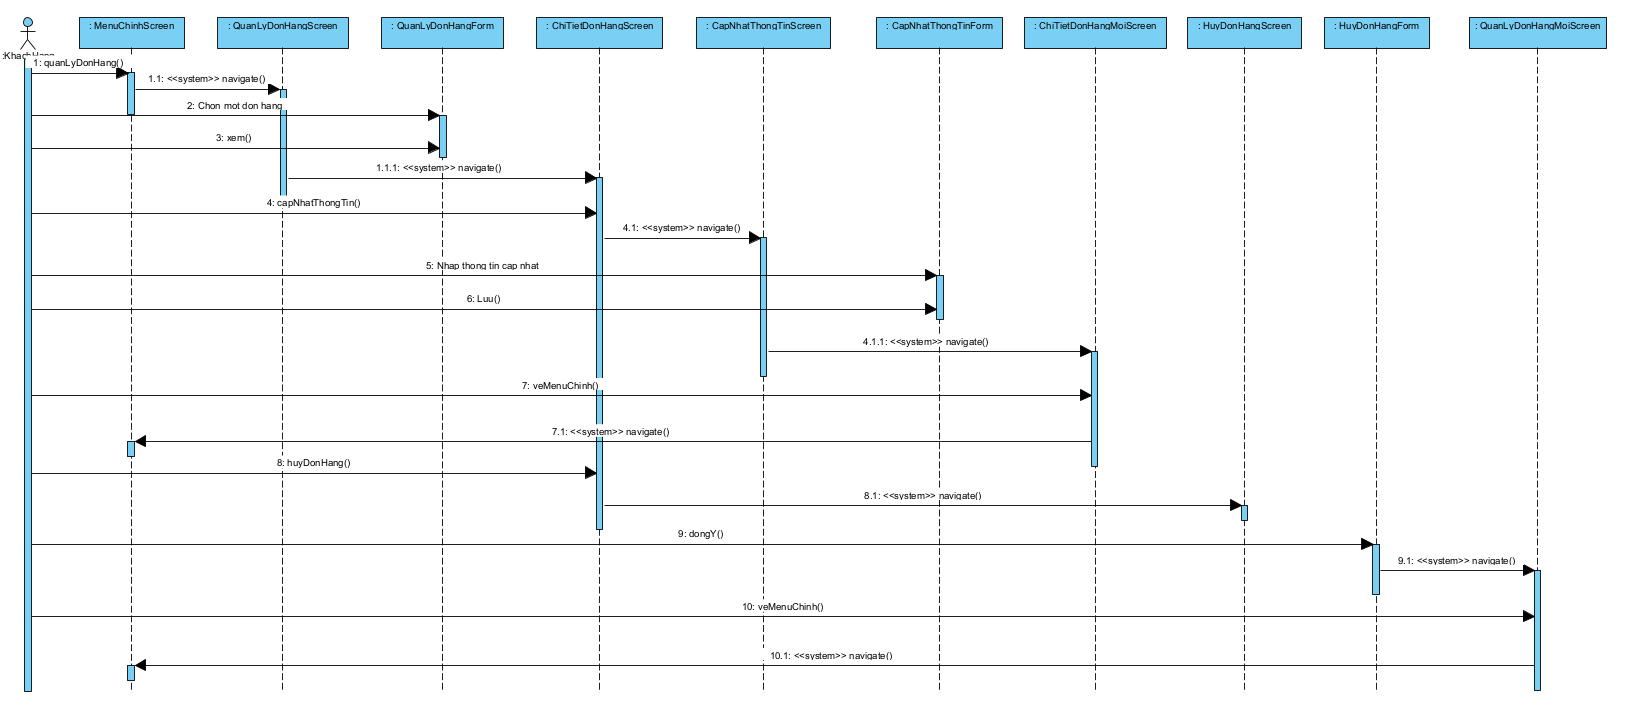 : MenuChinhScreen
: QuanLyDonHangScreen
: QuanLyDonHangForm
: ChiTietDonHangScreen
: CapNhatThongTinScreen
: CapNhatThongTinForm
: ChiTietDonHangMoiScreen
: HuyDonHangScreen
: HuyDonHangForm
: QuanLyDonHangMoiScreen
:KhachHang
1: quanLyDonHang()
1.1: <<system>> navigate()
2: Chon mot don hang
3: xem()
1.1.1: <<system>> navigate()
4: capNhatThongTin()
4.1: <<system>> navigate()
5: Nhap thong tin cap nhat
6: Luu()
4.1.1: <<system>> navigate()
7: veMenuChinh()
7.1: <<system>> navigate()
8: huyDonHang()
8.1: <<system>> navigate()
9: dongY()
9.1: <<system>> navigate()
10: veMenuChinh()
10.1: <<system>> navigate()